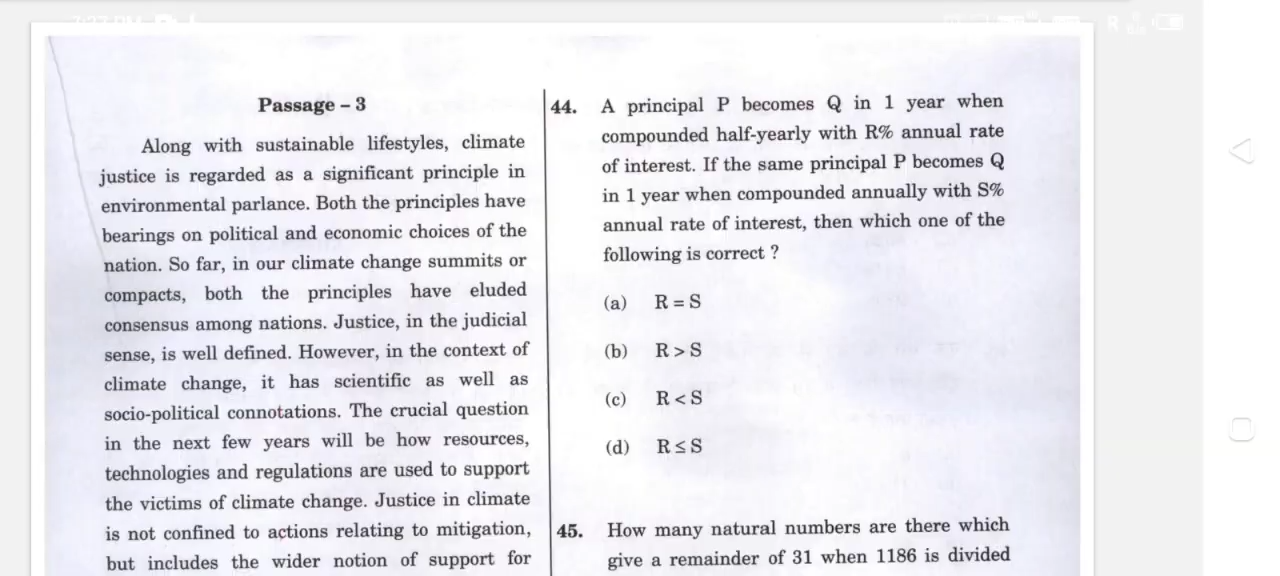 Passage – 3
Along with sustainable lifestyles, climate
justice is regarded as a significant principle in
environmental parlance. Both the principles have
bearings on political and economic choices of the
nation. So far, in our climate change summits or
compacts, both the principles have eluded
consensus among nations. Justice, in the judicial
sense, is well defined. However, in the context of
climate change, it has scientific as well as
socio-political connotations. The crucial question
in the next few years will be how resources,
technologies and regulations are used to support
the victims of climate change. Justice in climate
is not confined to actions relating to mitigation,
but includes the wider notion of support for
44. A principal P becomes Q in 1 year when
compounded half-yearly with R% annual rate
of interest. If the same principal P becomes Q
in 1 year when compounded annually with S%
annual rate of interest, then which one of the
following is correct ?
(a) R = S
(b) R > S
(c) R < S
(d) R ≤ S
45. How many natural numbers are there which
give a remainder of 31 when 1186 is divided